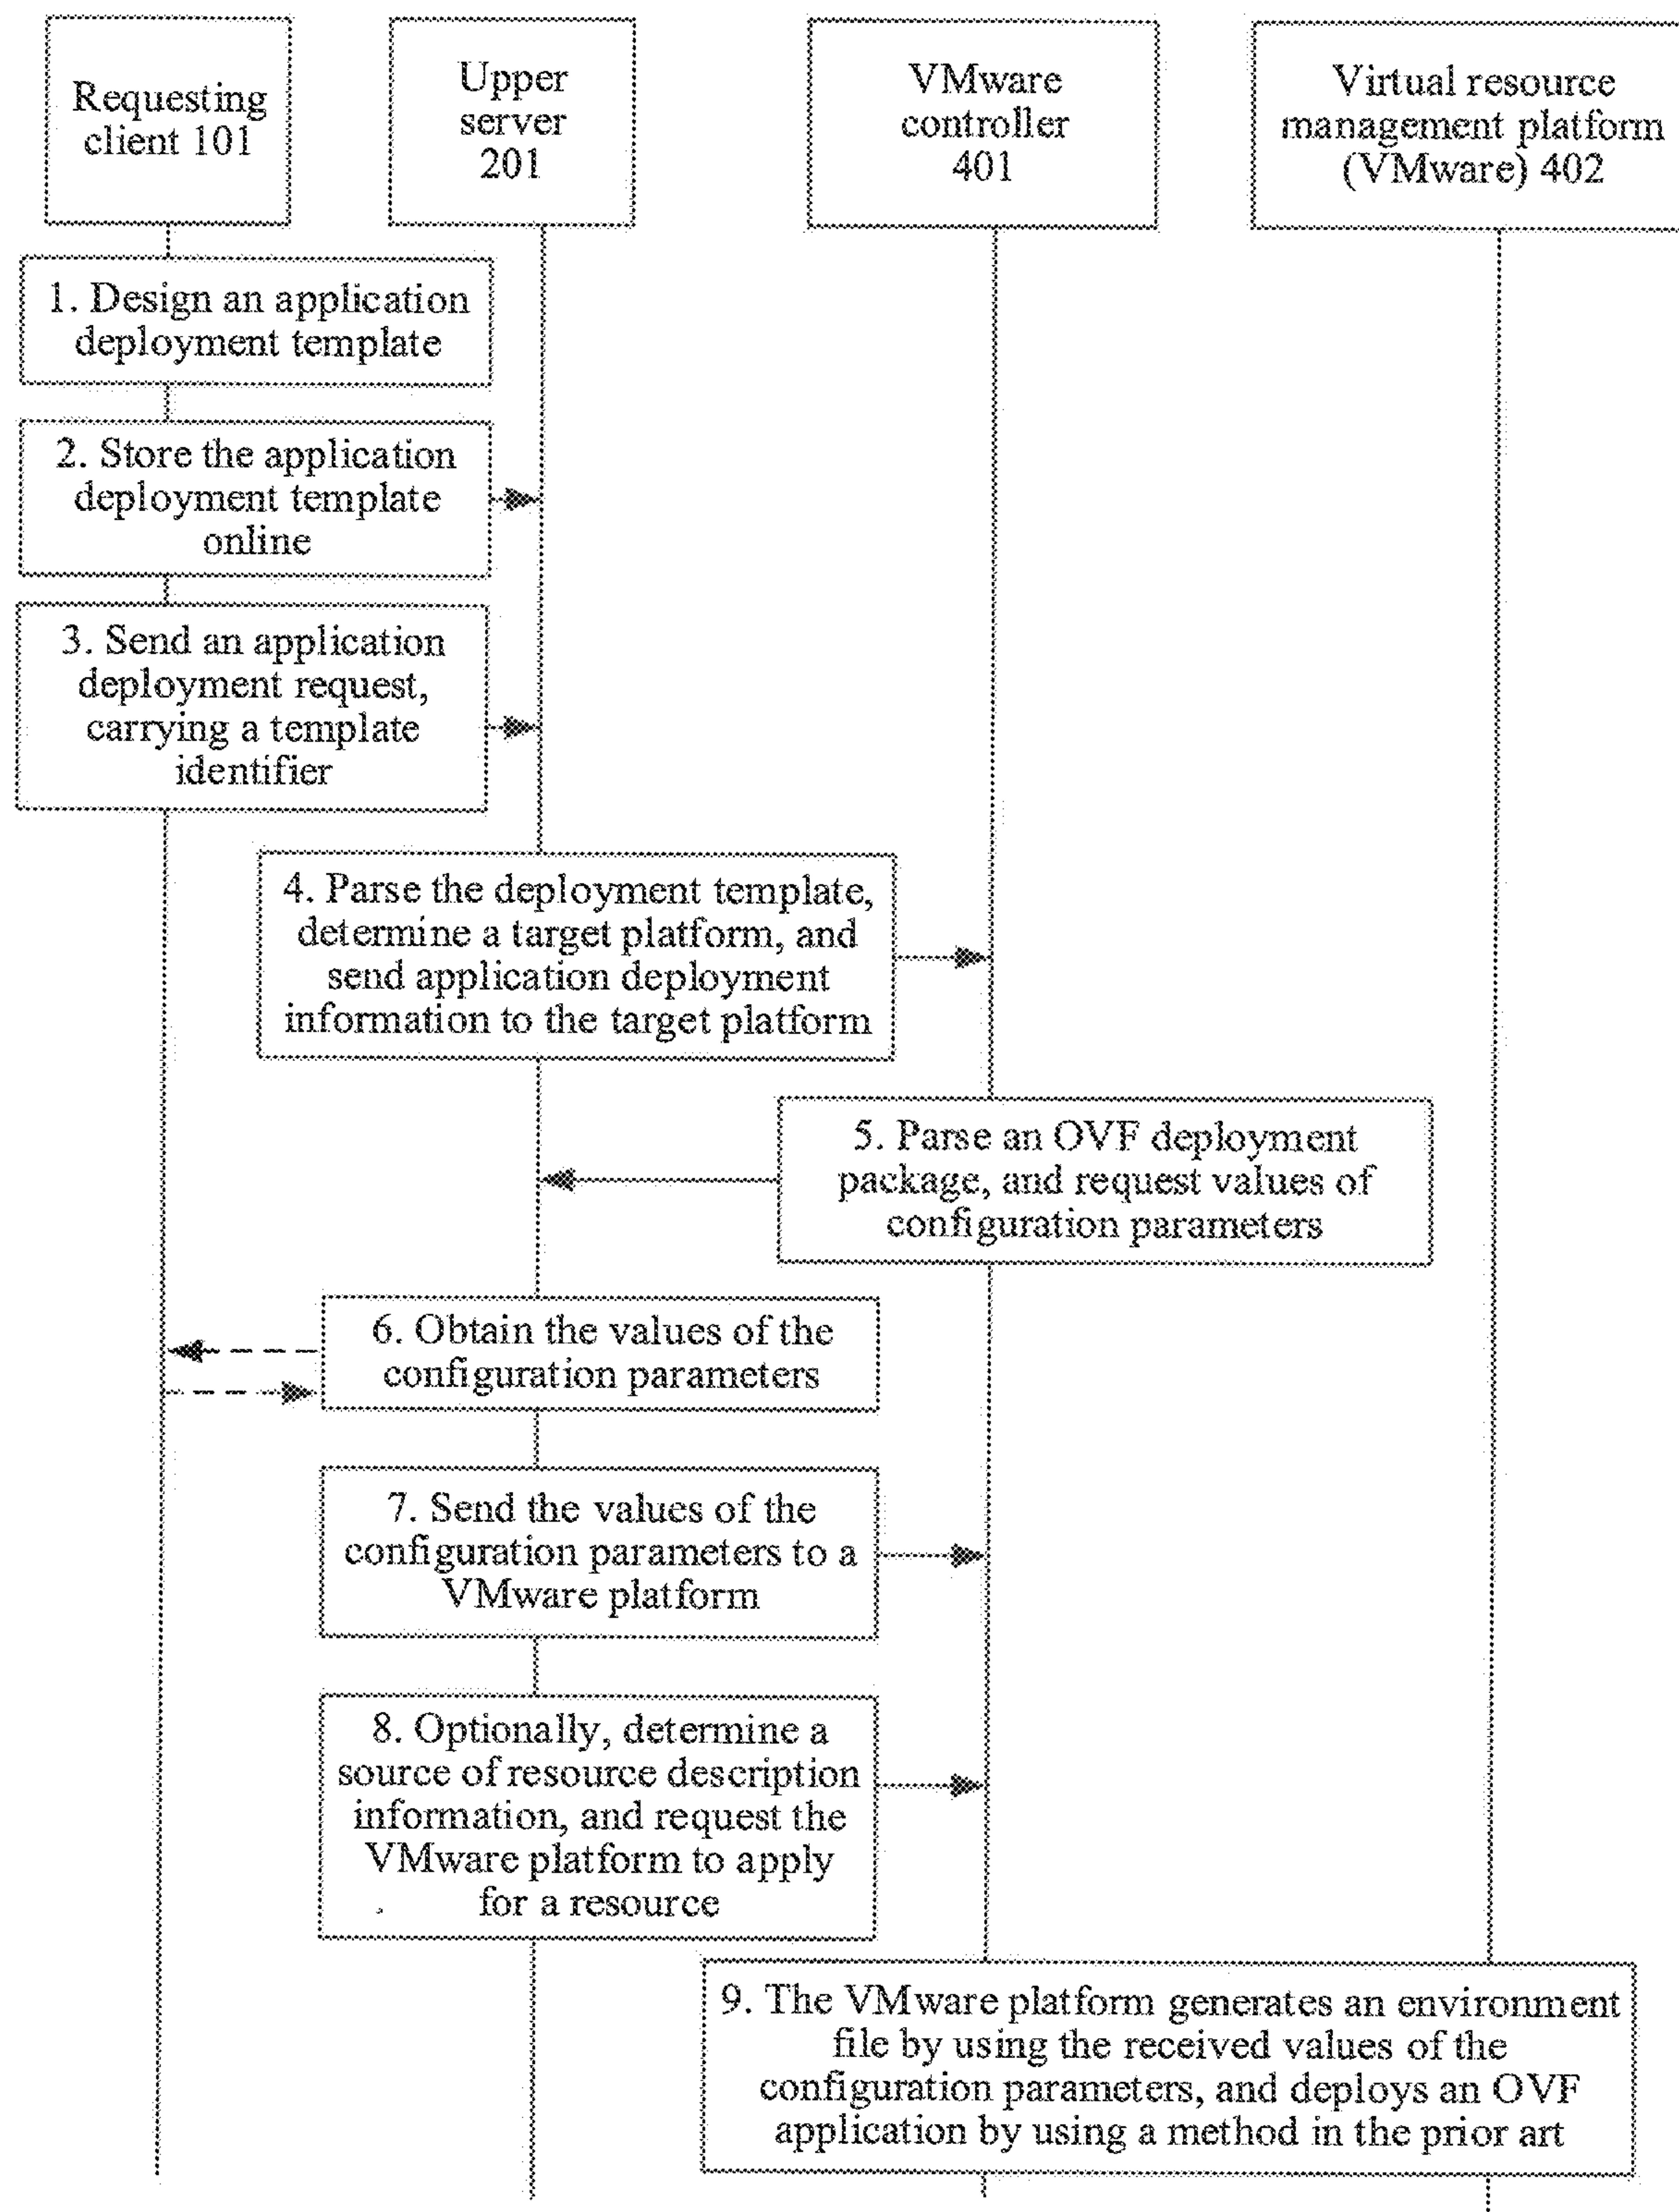 Requesting
client 101
Upper
server
201
VMware
controller
401
Virtual resource
management platform
(VMware) 402
1. Design an application
deployment template
2. Store the application
deployment template
online
3. Send an application
deployment request,
carrying a template
identifier
4. Parse the deployment template,
determine a target platform, and
send application deployment
information to the target platform
5. Parse an OVF deployment
package, and request values of
configuration parameters
6. Obtain the values of the
configuration parameters
7. Send the values of the
configuration parameters to a
VMware platform
8. Optionally, determine a
source of resource description
information, and request the
VMware platform to apply
for a resource
9. The VMware platform generates an environment
file by using the received values of the
configuration parameters, and deploys an OVF
application by using a method in the prior art